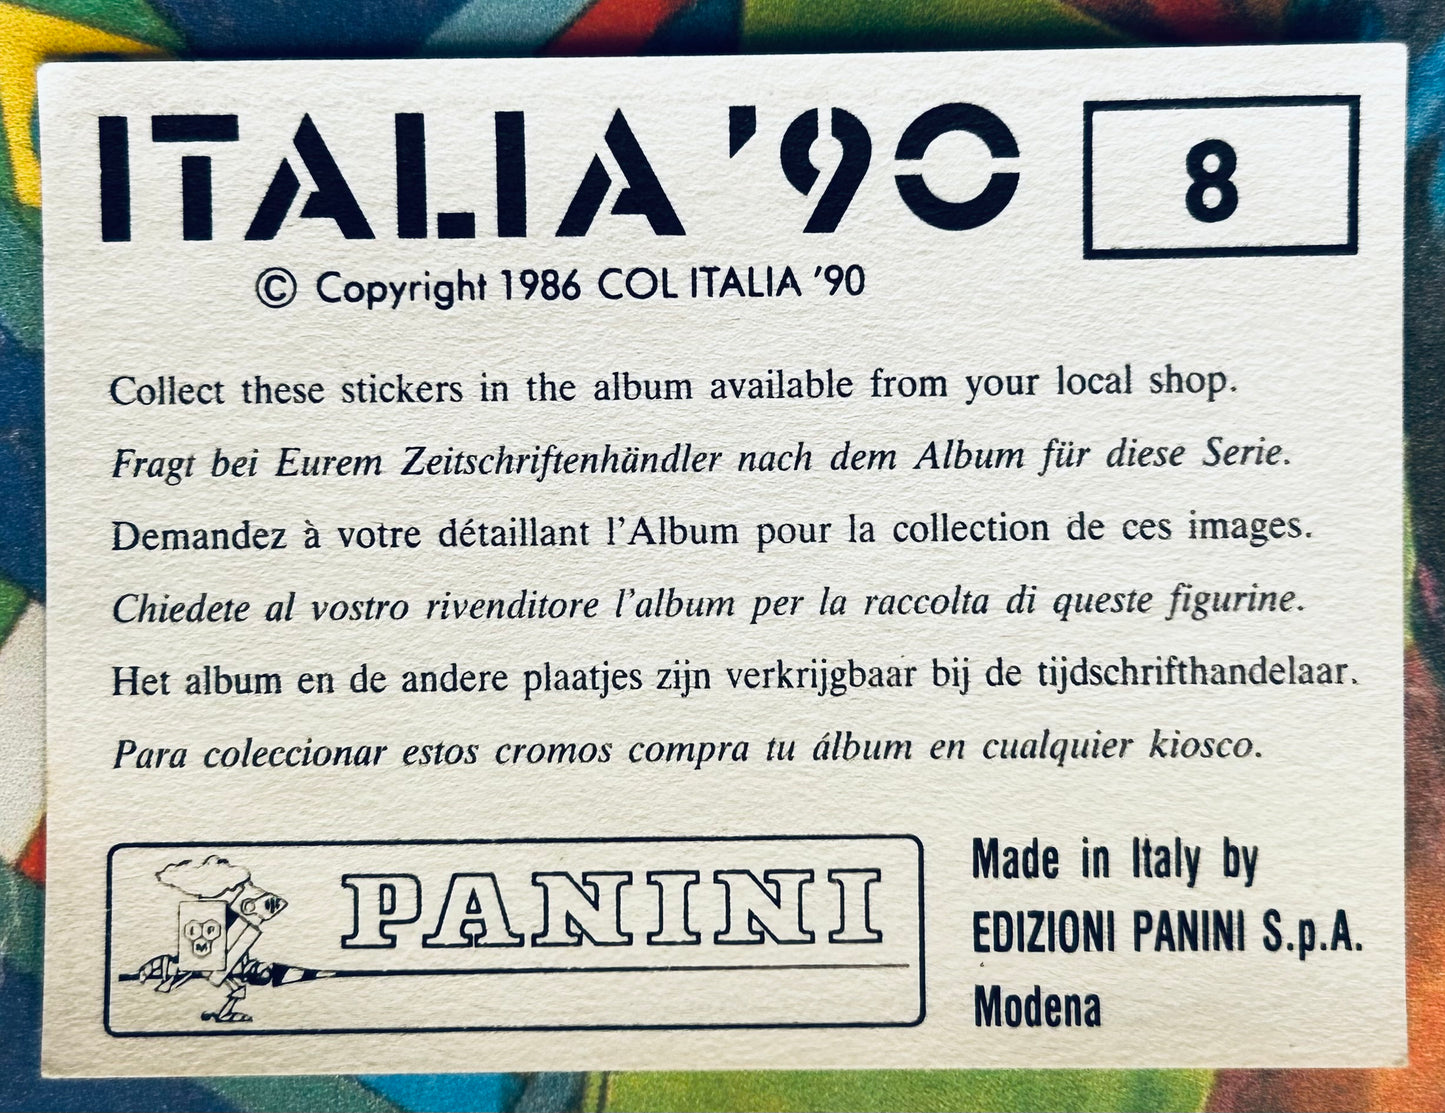 ITALIA '90
8
© Copyright 1986 COL ITALIA '90
Collect these stickers in the album available from your local shop.
Fragt bei Eurem Zeitschriftenhändler nach dem Album für diese Serie.
Demandez à votre détaillant l'Album pour la collection de ces images.
Chiedete al vostro rivenditore l'album per la raccolta di queste figurine.
Het album en de andere plaatjes zijn verkrijgbaar bij de tijdschrifthandelaar.
Para coleccionar estos cromos compra tu álbum en cualquier kiosco.
I P
M
PANINI
Made in Italy by
EDIZIONI PANINI S.p.A.
Modena